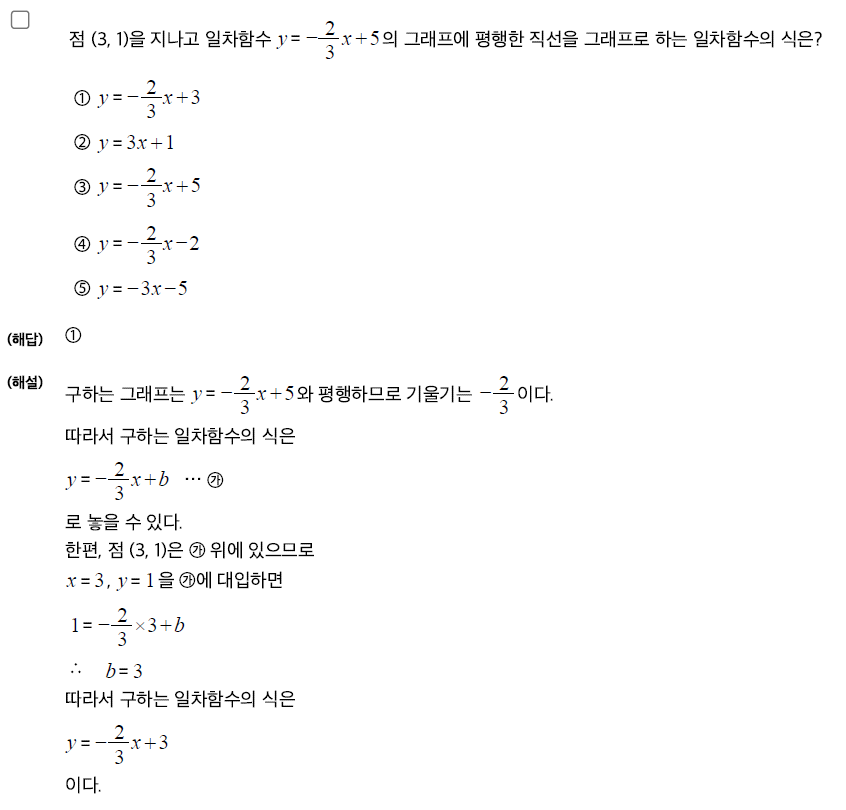 점 (3, 1)을 지나고 일차함수 y = −2/3x+5의 그래프에 평행한 직선을 그래프로 하는 일차함수의 식은?
① y = −2/3x+3
② y = 3x+1
③ y = −2/3x+5
④ y = −2/3x−2
⑤ y = −3x−5
(해답) ①
(해설) 구하는 그래프는 y = −2/3x+5와 평행하므로 기울기는 −2/3이다.
따라서 구하는 일차함수의 식은
y = −2/3x+b … ㉮
로 놓을 수 있다.
한편, 점 (3, 1)은 ㉮ 위에 있으므로
x = 3, y = 1을 ㉮에 대입하면
1 = −2/3×3+b
∴ b = 3
따라서 구하는 일차함수의 식은
y = −2/3x+3
이다.